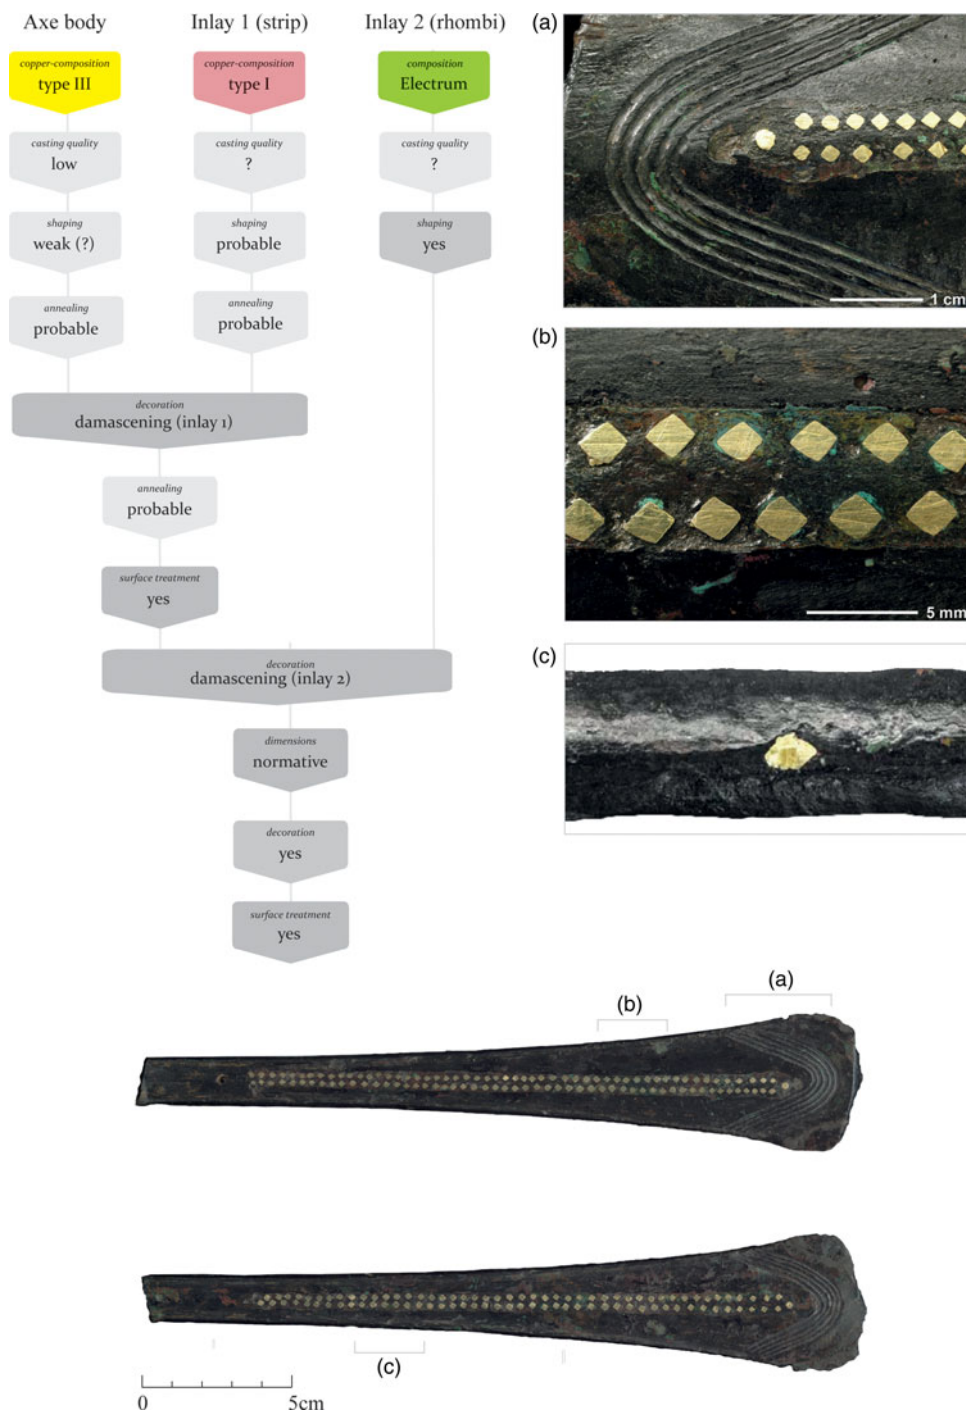 Axe body
Inlay 1 (strip)
Inlay 2 (rhombi)
copper-composition
type III
copper-composition
type I
composition
Electrum
casting quality
low
casting quality
?
casting quality
?
shaping
weak (?)
shaping
probable
shaping
yes
annealing
probable
annealing
probable
decoration
damascening (inlay 1)
annealing
probable
surface treatment
yes
decoration
damascening (inlay 2)
dimensions
normative
decoration
yes
surface treatment
yes
(a)
1 cm
(b)
5 mm
(c)
(a)
(b)
(c)
0
5cm